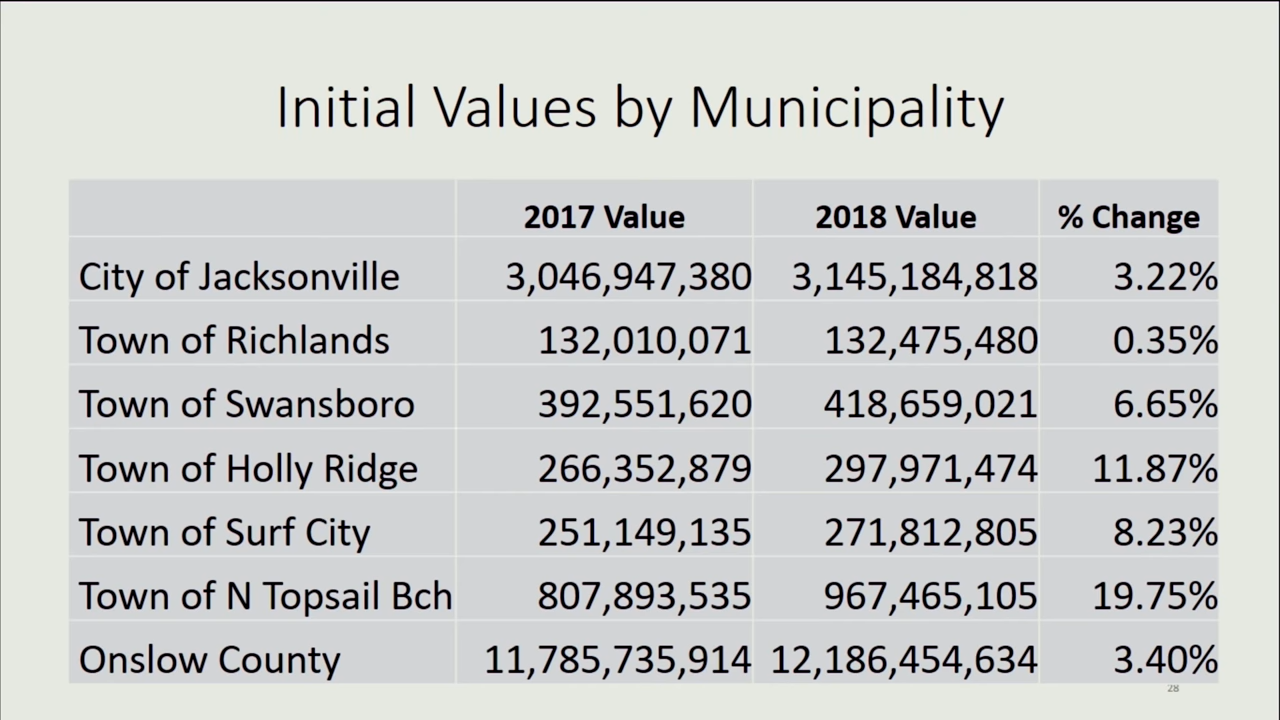 Initial Values by Municipality
2017 Value 2018 Value % Change
City of Jacksonville 3,046,947,380 3,145,184,818 3.22%
Town of Richlands 132,010,071 132,475,480 0.35%
Town of Swansboro 392,551,620 418,659,021 6.65%
Town of Holly Ridge 266,352,879 297,971,474 11.87%
Town of Surf City 251,149,135 271,812,805 8.23%
Town of N Topsail Bch 807,893,535 967,465,105 19.75%
Onslow County 11,785,735,914 12,186,454,634 3.40%
28